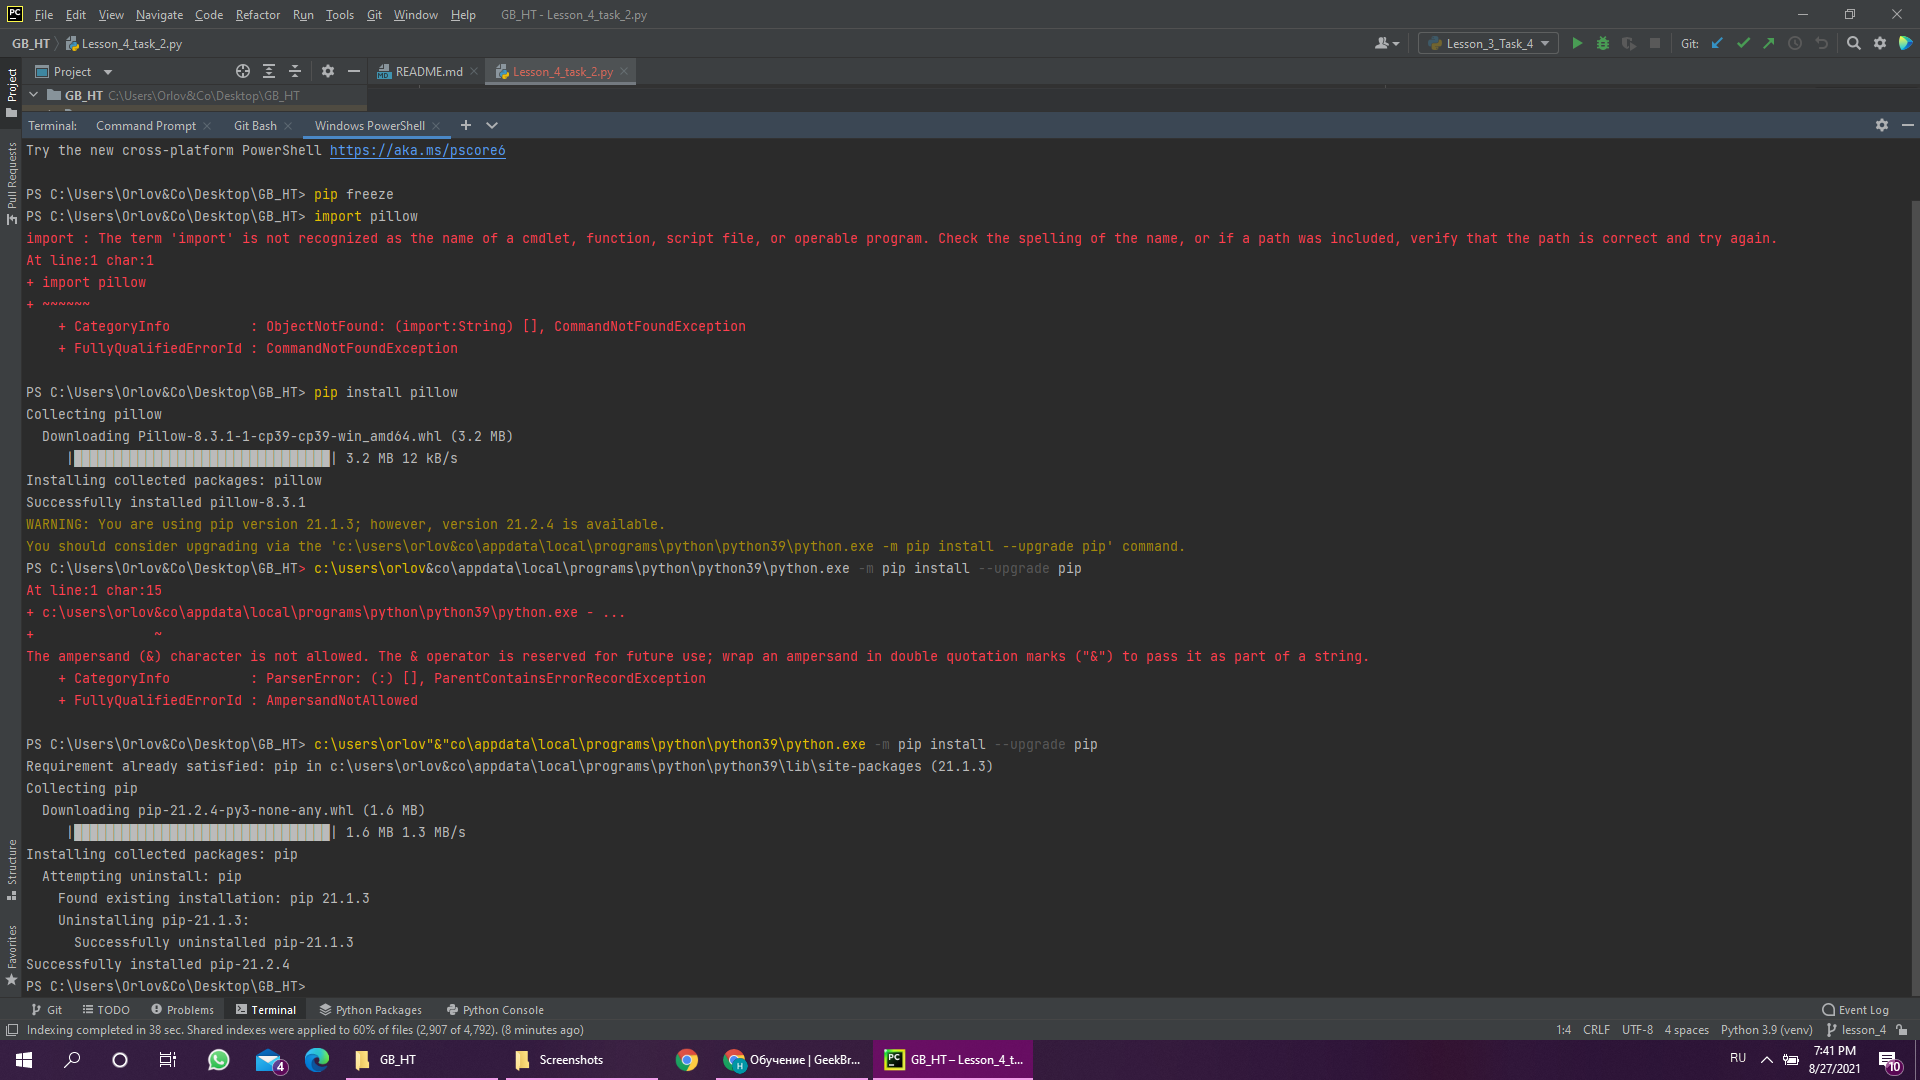 PC File Edit View Navigate Code Refactor Run Tools Git Window Help GB_HT - Lesson_4_task_2.py
GB_HT Lesson_4_task_2.py Lesson_3_Task_4 Git:
Project README.md Lesson_4_task_2.py
GB_HT C:\Users\Orlov&Co\Desktop\GB_HT
Terminal: Command Prompt Git Bash Windows PowerShell
Project
Pull Requests
Structure
Favorites
Try the new cross-platform PowerShell https://aka.ms/pscore6
PS C:\Users\Orlov&Co\Desktop\GB_HT> pip freeze
PS C:\Users\Orlov&Co\Desktop\GB_HT> import pillow
import : The term 'import' is not recognized as the name of a cmdlet, function, script file, or operable program. Check the spelling of the name, or if a path was included, verify that the path is correct and try again.
At line:1 char:1
+ import pillow
+ ~~~~~~
    + CategoryInfo          : ObjectNotFound: (import:String) [], CommandNotFoundException
    + FullyQualifiedErrorId : CommandNotFoundException
PS C:\Users\Orlov&Co\Desktop\GB_HT> pip install pillow
Collecting pillow
  Downloading Pillow-8.3.1-1-cp39-cp39-win_amd64.whl (3.2 MB)
     |████████████████████████████████| 3.2 MB 12 kB/s
Installing collected packages: pillow
Successfully installed pillow-8.3.1
WARNING: You are using pip version 21.1.3; however, version 21.2.4 is available.
You should consider upgrading via the 'c:\users\orlov&co\appdata\local\programs\python\python39\python.exe -m pip install --upgrade pip' command.
PS C:\Users\Orlov&Co\Desktop\GB_HT> c:\users\orlov&co\appdata\local\programs\python\python39\python.exe -m pip install --upgrade pip
At line:1 char:15
+ c:\users\orlov&co\appdata\local\programs\python\python39\python.exe - ...
+               ~
The ampersand (&) character is not allowed. The & operator is reserved for future use; wrap an ampersand in double quotation marks ("&") to pass it as part of a string.
    + CategoryInfo          : ParserError: (:) [], ParentContainsErrorRecordException
    + FullyQualifiedErrorId : AmpersandNotAllowed
PS C:\Users\Orlov&Co\Desktop\GB_HT> c:\users\orlov"&"co\appdata\local\programs\python\python39\python.exe -m pip install --upgrade pip
Requirement already satisfied: pip in c:\users\orlov&co\appdata\local\programs\python\python39\lib\site-packages (21.1.3)
Collecting pip
  Downloading pip-21.2.4-py3-none-any.whl (1.6 MB)
     |████████████████████████████████| 1.6 MB 1.3 MB/s
Installing collected packages: pip
  Attempting uninstall: pip
    Found existing installation: pip 21.1.3
    Uninstalling pip-21.1.3:
      Successfully uninstalled pip-21.1.3
Successfully installed pip-21.2.4
PS C:\Users\Orlov&Co\Desktop\GB_HT>
Git TODO Problems Terminal Python Packages Python Console Event Log
Indexing completed in 38 sec. Shared indexes were applied to 60% of files (2,907 of 4,792). (8 minutes ago) 1:4 CRLF UTF-8 4 spaces Python 3.9 (venv) lesson_4
4 GB_HT Screenshots H Обучение | GeekBr... PC GB_HT – Lesson_4_t... RU 7:41 PM
8/27/2021 10